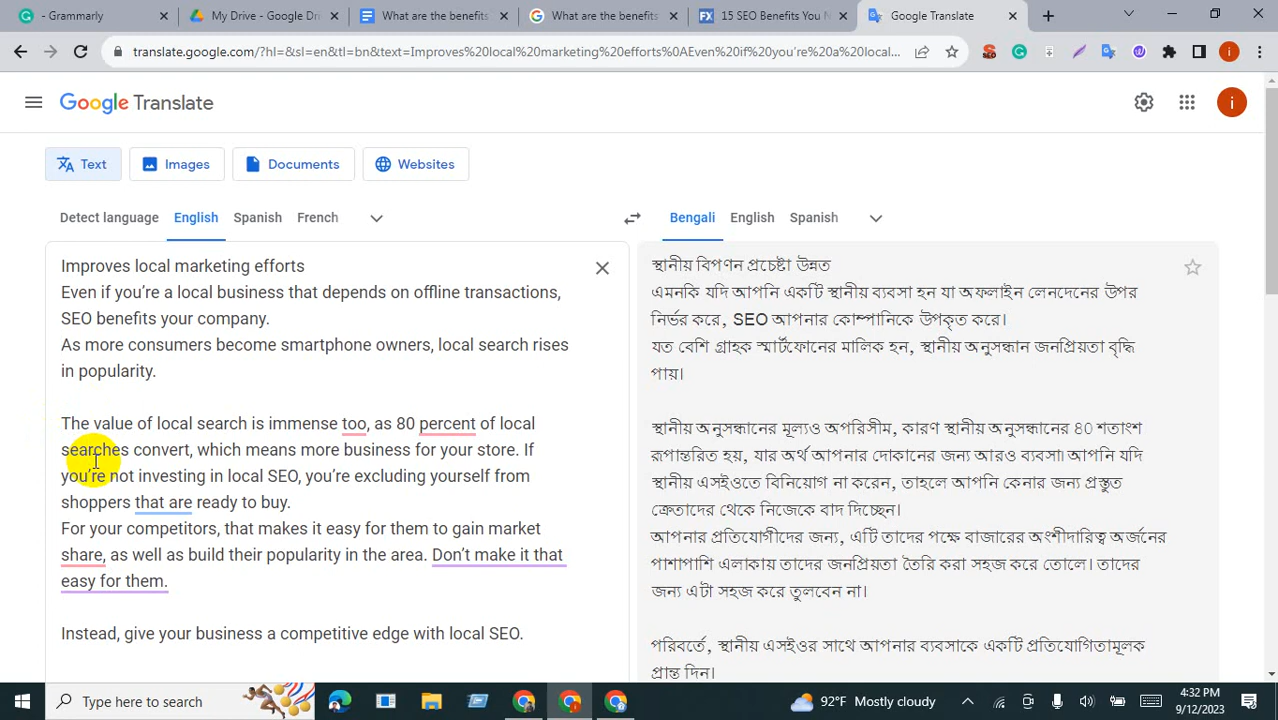 - Grammarly
My Drive - Google Dr
What are the benefits
What are the benefits
15 SEO Benefits You N
Google Translate
translate.google.com/?hl=&sl=en&tl=bn&text=Improves%20local%20marketing%20efforts%0AEven%20if%20you're%20a%20local...
Google Translate
i
Text
Images
Documents
Websites
Detect language
English
Spanish
French
Bengali
English
Spanish
Improves local marketing efforts
Even if you're a local business that depends on offline transactions,
SEO benefits your company.
As more consumers become smartphone owners, local search rises
in popularity.
The value of local search is immense too, as 80 percent of local
searches convert, which means more business for your store. If
you're not investing in local SEO, you're excluding yourself from
shoppers that are ready to buy.
For your competitors, that makes it easy for them to gain market
share, as well as build their popularity in the area. Don't make it that
easy for them.
Instead, give your business a competitive edge with local SEO.
স্থানীয় বিপণন প্রচেষ্টা উন্নত
এমনকি যদি আপনি একটি স্থানীয় ব্যবসা হন যা অফলাইন লেনদেনের উপর
নির্ভর করে, SEO আপনার কোম্পানিকে উপকৃত করে।
যত বেশি গ্রাহক স্মার্টফোনের মালিক হন, স্থানীয় অনুসন্ধান জনপ্রিয়তা বৃদ্ধি
পায়।
স্থানীয় অনুসন্ধানের মূল্যও অপরিসীম, কারণ স্থানীয় অনুসন্ধানের 80 শতাংশ
রূপান্তরিত হয়, যার অর্থ আপনার দোকানের জন্য আরও ব্যবসা। আপনি যদি
স্থানীয় এসইওতে বিনিয়োগ না করেন, তাহলে আপনি কেনার জন্য প্রস্তুত
ক্রেতাদের থেকে নিজেকে বাদ দিচ্ছেন।
আপনার প্রতিযোগীদের জন্য, এটি তাদের পক্ষে বাজারের অংশীদারিত্ব অর্জনের
পাশাপাশি এলাকায় তাদের জনপ্রিয়তা তৈরি করা সহজ করে তোলে। তাদের
জন্য এটা সহজ করে তুলবেন না।
পরিবর্তে, স্থানীয় এসইওর সাথে আপনার ব্যবসাকে একটি প্রতিযোগিতামূলক
প্রান্ত দিন।
Type here to search
92°F Mostly cloudy
4:32 PM
9/12/2023